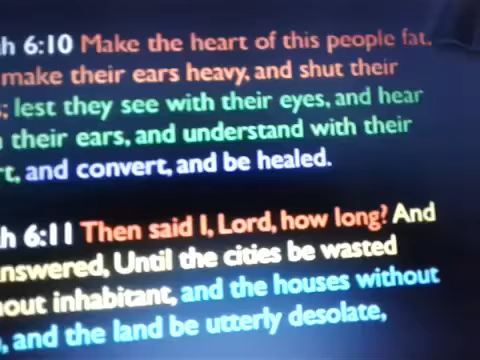 h 6:10 Make the heart of this people fat,
make their ears heavy, and shut their
; lest they see with their eyes, and hear
their ears, and understand with their
t, and convert, and be healed.
h 6:11 Then said I, Lord, how long? And
nswered, Until the cities be wasted
out inhabitant, and the houses without
, and the land be utterly desolate,